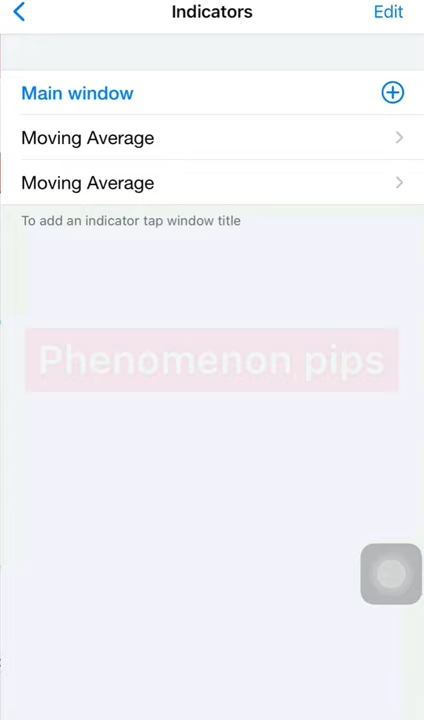 Indicators
Edit
Main window
Moving Average
Moving Average
To add an indicator tap window title
Phenomenon pips